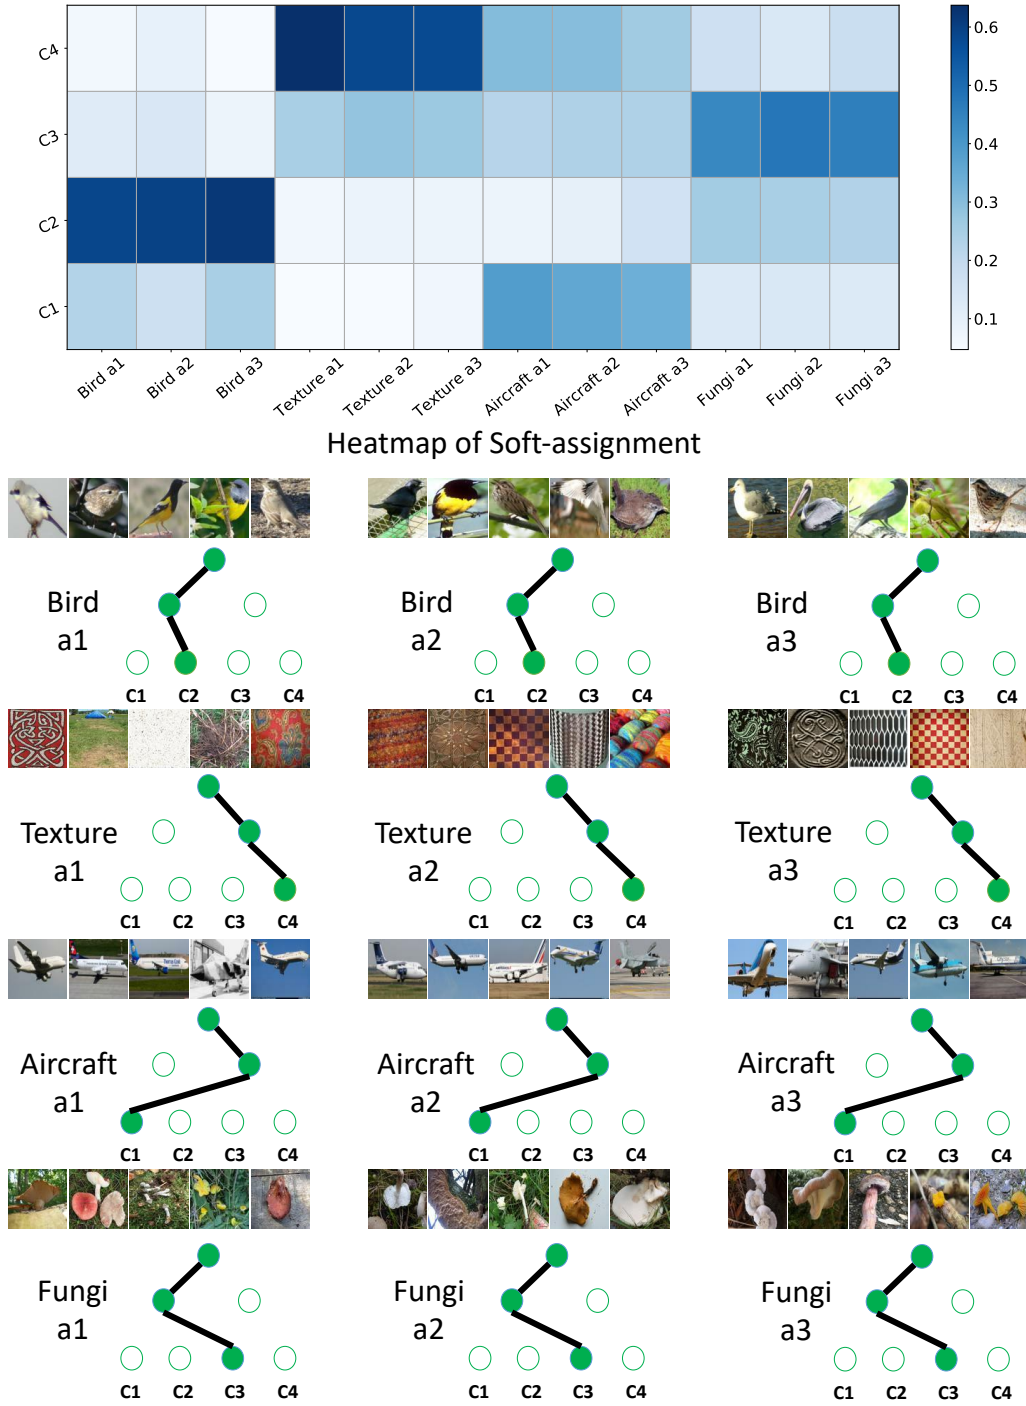 C4
C3
C2
C1
0.6
0.5
0.4
0.3
0.2
0.1
Bird a1
Bird a2
Bird a3
Texture a1
Texture a2
Texture a3
Aircraft a1
Aircraft a2
Aircraft a3
Fungi a1
Fungi a2
Fungi a3
Heatmap of Soft-assignment
Bird a1
C1 C2 C3 C4
Bird a2
C1 C2 C3 C4
Bird a3
C1 C2 C3 C4
Texture a1
C1 C2 C3 C4
Texture a2
C1 C2 C3 C4
Texture a3
C1 C2 C3 C4
Aircraft a1
C1 C2 C3 C4
Aircraft a2
C1 C2 C3 C4
Aircraft a3
C1 C2 C3 C4
Fungi a1
C1 C2 C3 C4
Fungi a2
C1 C2 C3 C4
Fungi a3
C1 C2 C3 C4